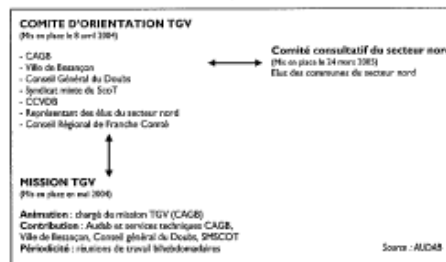 COMITE D'ORIENTATION TGV
(Mis en place le 8 avril 2004)
- CAGB
- Ville de Besançon
- Conseil Général du Doubs
- Syndicat mixte du ScoT
- CCVDB
- Représentant des élus du secteur nord
- Conseil Régional de Franche Comté
Comité consultatif du secteur nord
(Mis en place le 24 mars 2005)
Elus des communes du secteur nord
MISSION TGV
(Mis en place en mai 2004)
Animation : chargé de mission TGV (CAGB)
Contribution : Audab et services techniques CAGB,
Ville de Besançon, Conseil général du Doubs, SMSCOT
Périodicité : réunions de travail bihebdomadaires
Source : AUDAB